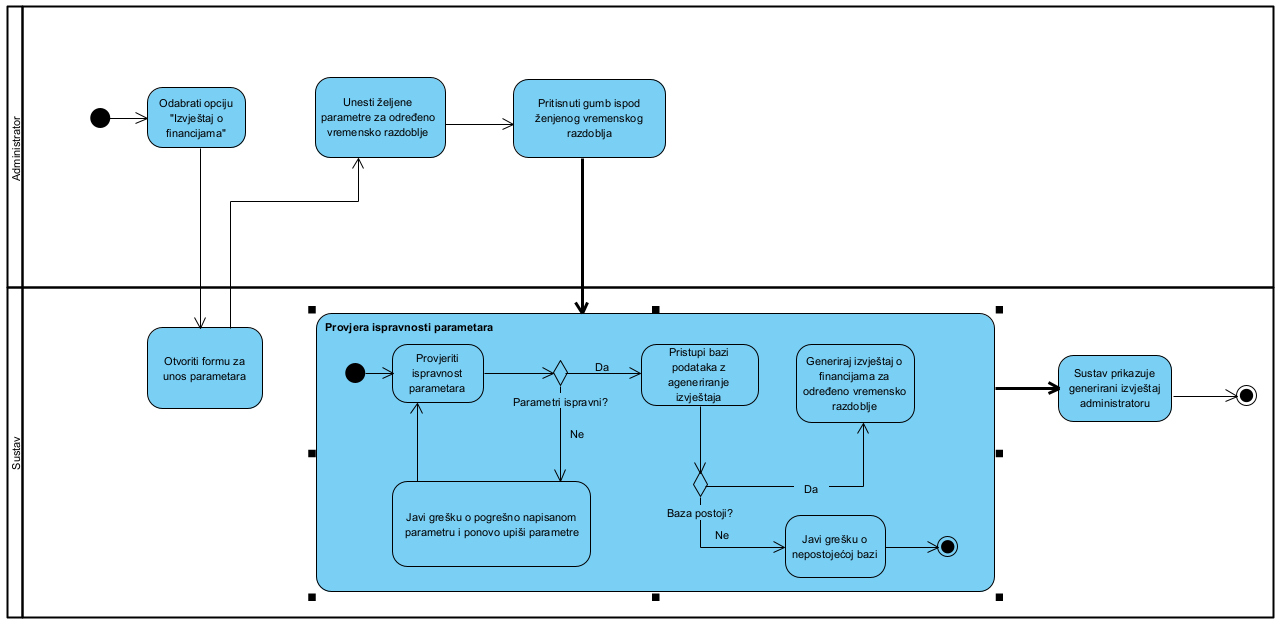 Administrator
Odabrati opciju
"Izvještaj o
financijama"
Unesti željene
parametre za određeno
vremensko razdoblje
Pritisnuti gumb ispod
ženjenog vremenskog
razdoblja
Sustav
Otvoriti formu za
unos parametara
Provjera ispravnosti parametara
Provjeriti
ispravnost
parametara
Parametri ispravni?
Da
Ne
Javi grešku o pogrešno napisanom
parametru i ponovo upiši parametre
Pristupi bazi
podataka z
ageneriranje
izvještaja
Baza postoji?
Da
Ne
Generiraj izvještaj o
financijama za
određeno vremensko
razdoblje
Javi grešku o
nepostojećoj bazi
Sustav prikazuje
generirani izvještaj
administratoru